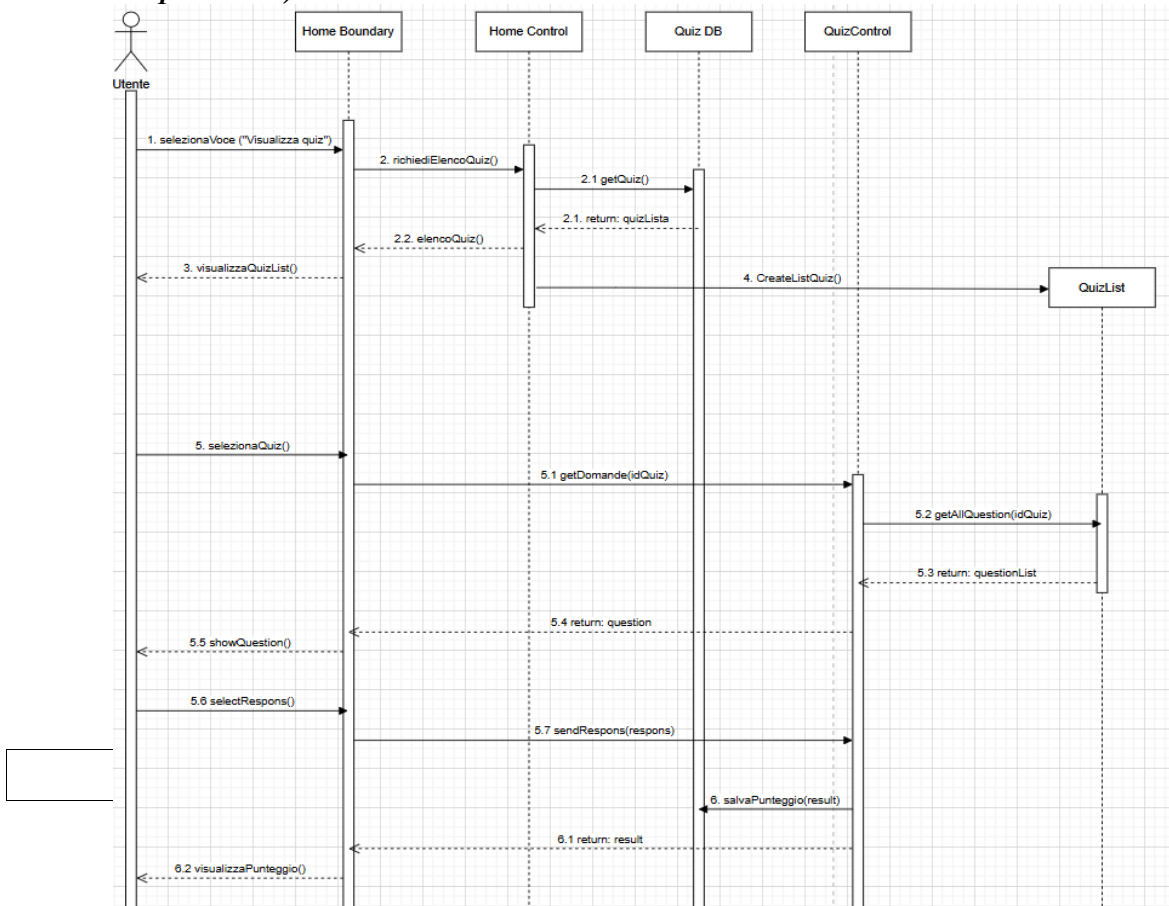 Home Boundary
Home Control
Quiz DB
QuizControl
Utente
1. selezionaVoce ("Visualizza quiz")
2. richiediElencoQuiz()
2.1 getQuiz()
2.1. return: quizLista
2.2. elencoQuiz()
3. visualizzaQuizList()
4. CreateListQuiz()
QuizList
5. selezionaQuiz()
5.1 getDomande(idQuiz)
5.2 getAllQuestion(idQuiz)
5.3 return: questionList
5.4 return: question
5.5 showQuestion()
5.6 selectRespons()
5.7 sendRespons(respons)
6. salvaPunteggio(result)
6.1 return: result
6.2 visualizzaPunteggio()